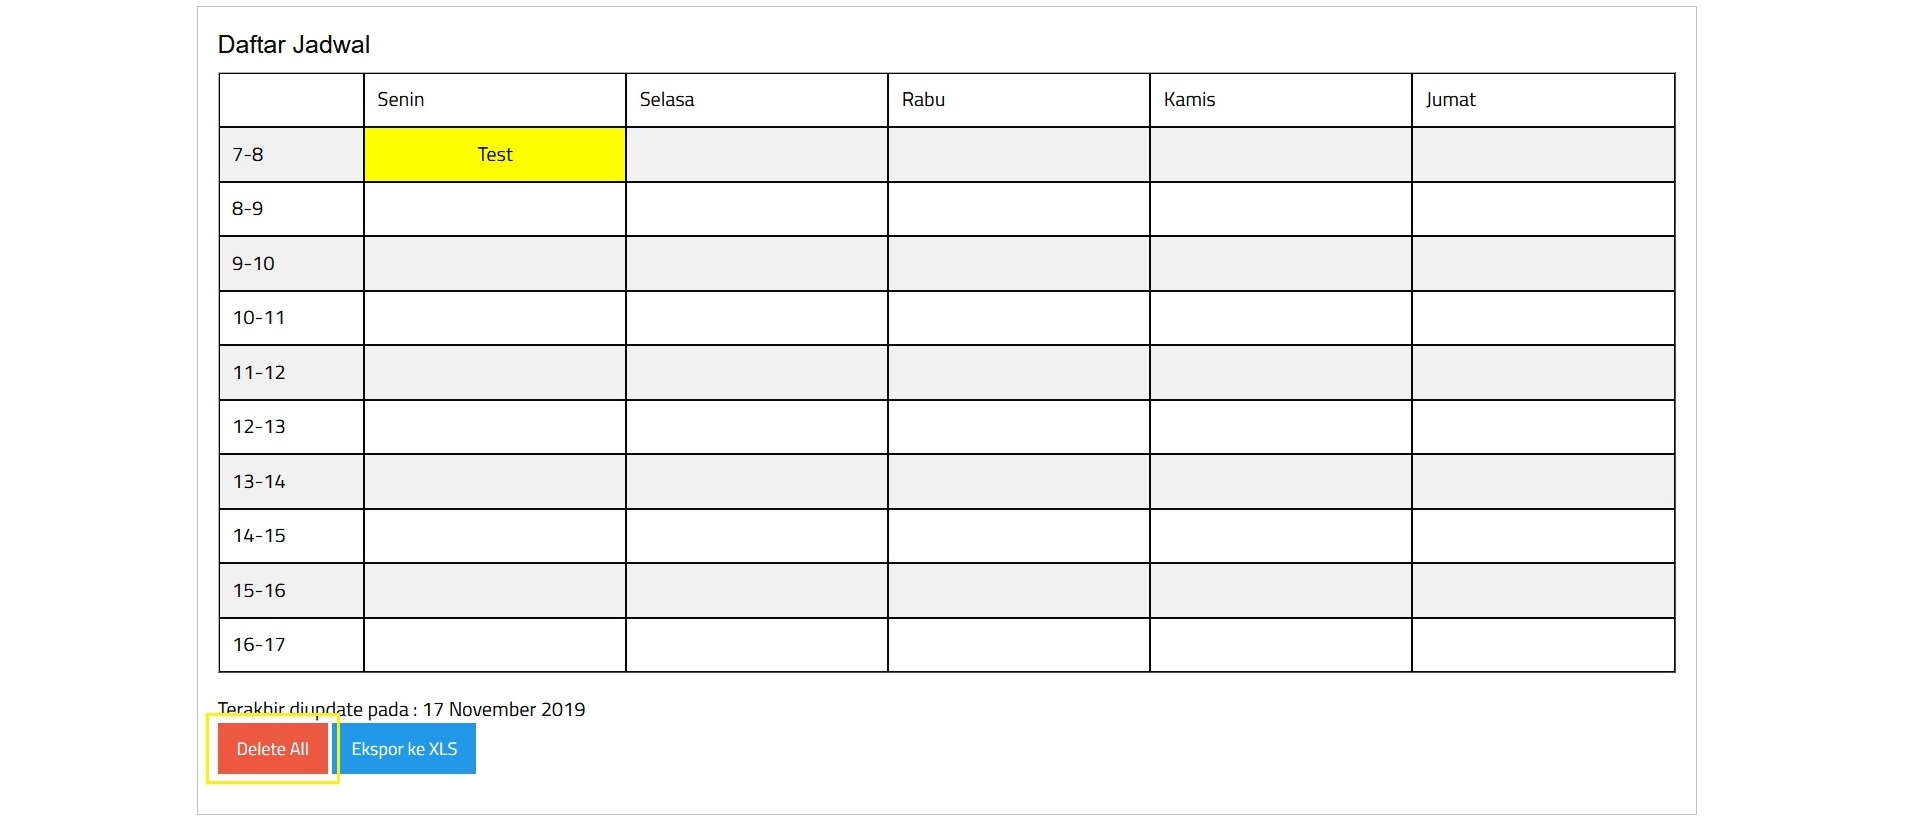 Daftar Jadwal
Senin Selasa Rabu Kamis Jumat
7-8 Test
8-9
9-10
10-11
11-12
12-13
13-14
14-15
15-16
16-17
Terakhir diupdate pada : 17 November 2019
Delete All Ekspor ke XLS